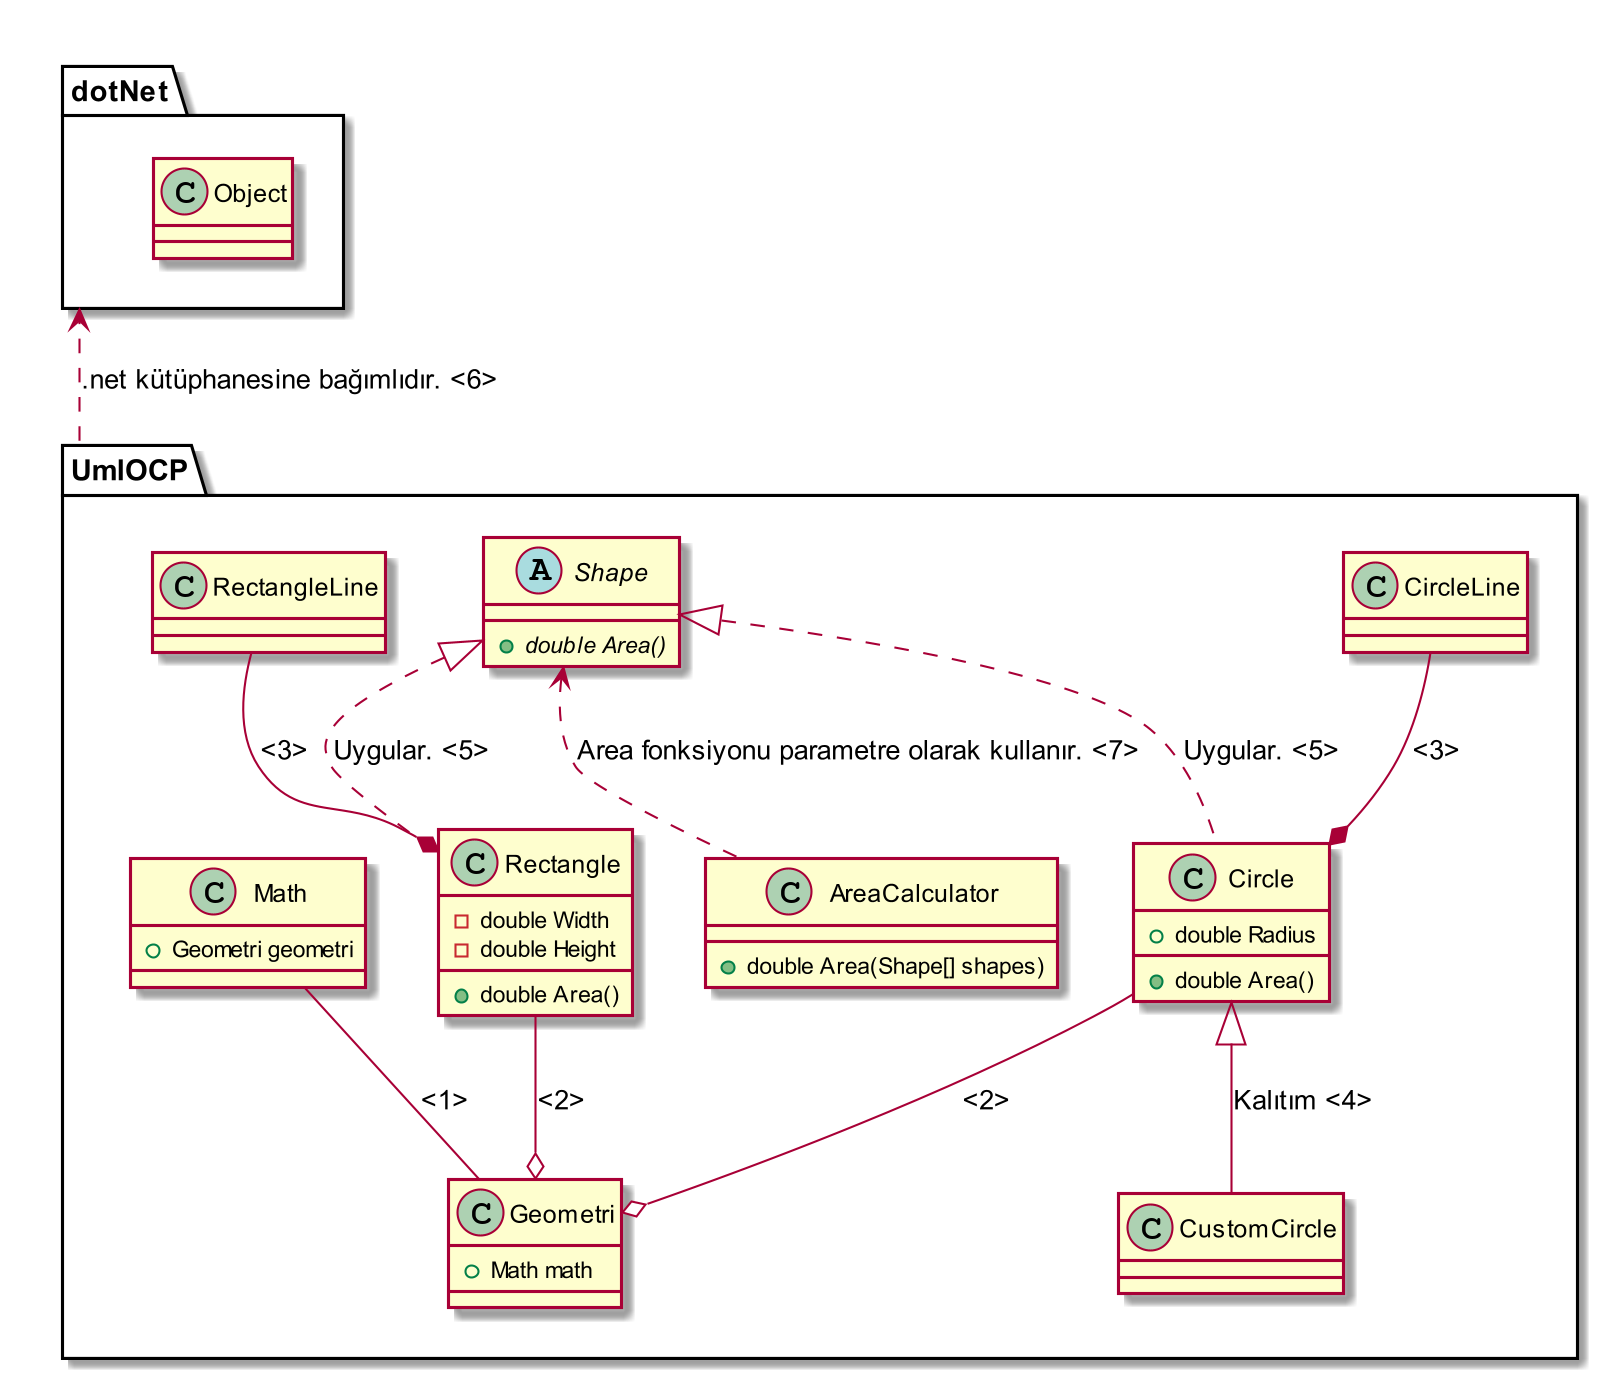 dotNet
C Object
.net kütüphanesine bağımlıdır. <6>
UmlOCP
C RectangleLine
A Shape
double Area()
C CircleLine
<3>
Uygular. <5>
Area fonksiyonu parametre olarak kullanır. <7>
Uygular. <5>
<3>
C Math
Geometri geometri
C Rectangle
double Width
double Height
double Area()
C AreaCalculator
double Area(Shape[] shapes)
C Circle
double Radius
double Area()
<1>
<2>
<2>
Kalıtım <4>
C Geometri
Math math
C CustomCircle